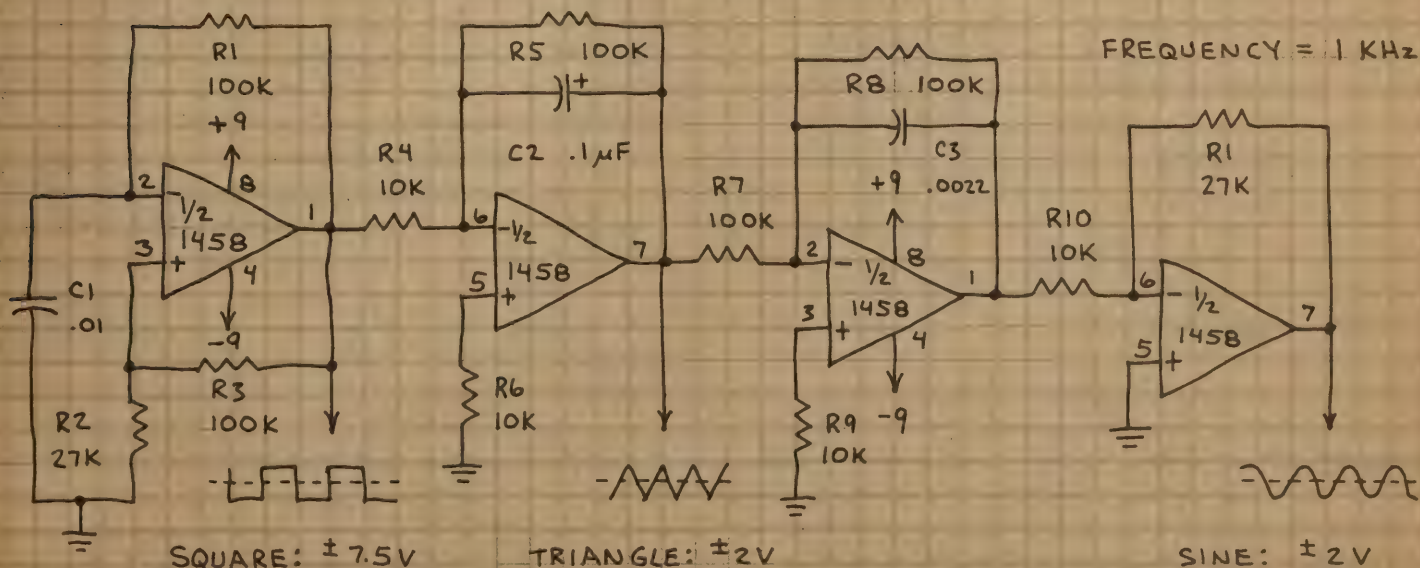 FREQUENCY = 1 KHz
R1
100K
+9
2
8
-
1/2
1458
1
3
+
4
-9
C1
.01
R3
100K
R2
27K
SQUARE: ± 7.5V
R4
10K
R5 100K
+
C2 .1µF
6
-
1/2
1458
7
5
+
R6
10K
TRIANGLE: ±2V
R7
100K
R8 100K
C3
.0022
+9
8
2
-
1/2
1458
1
3
+
4
-9
R9
10K
R10
10K
R1
27K
6
-
1/2
1458
7
5
+
SINE: ±2V